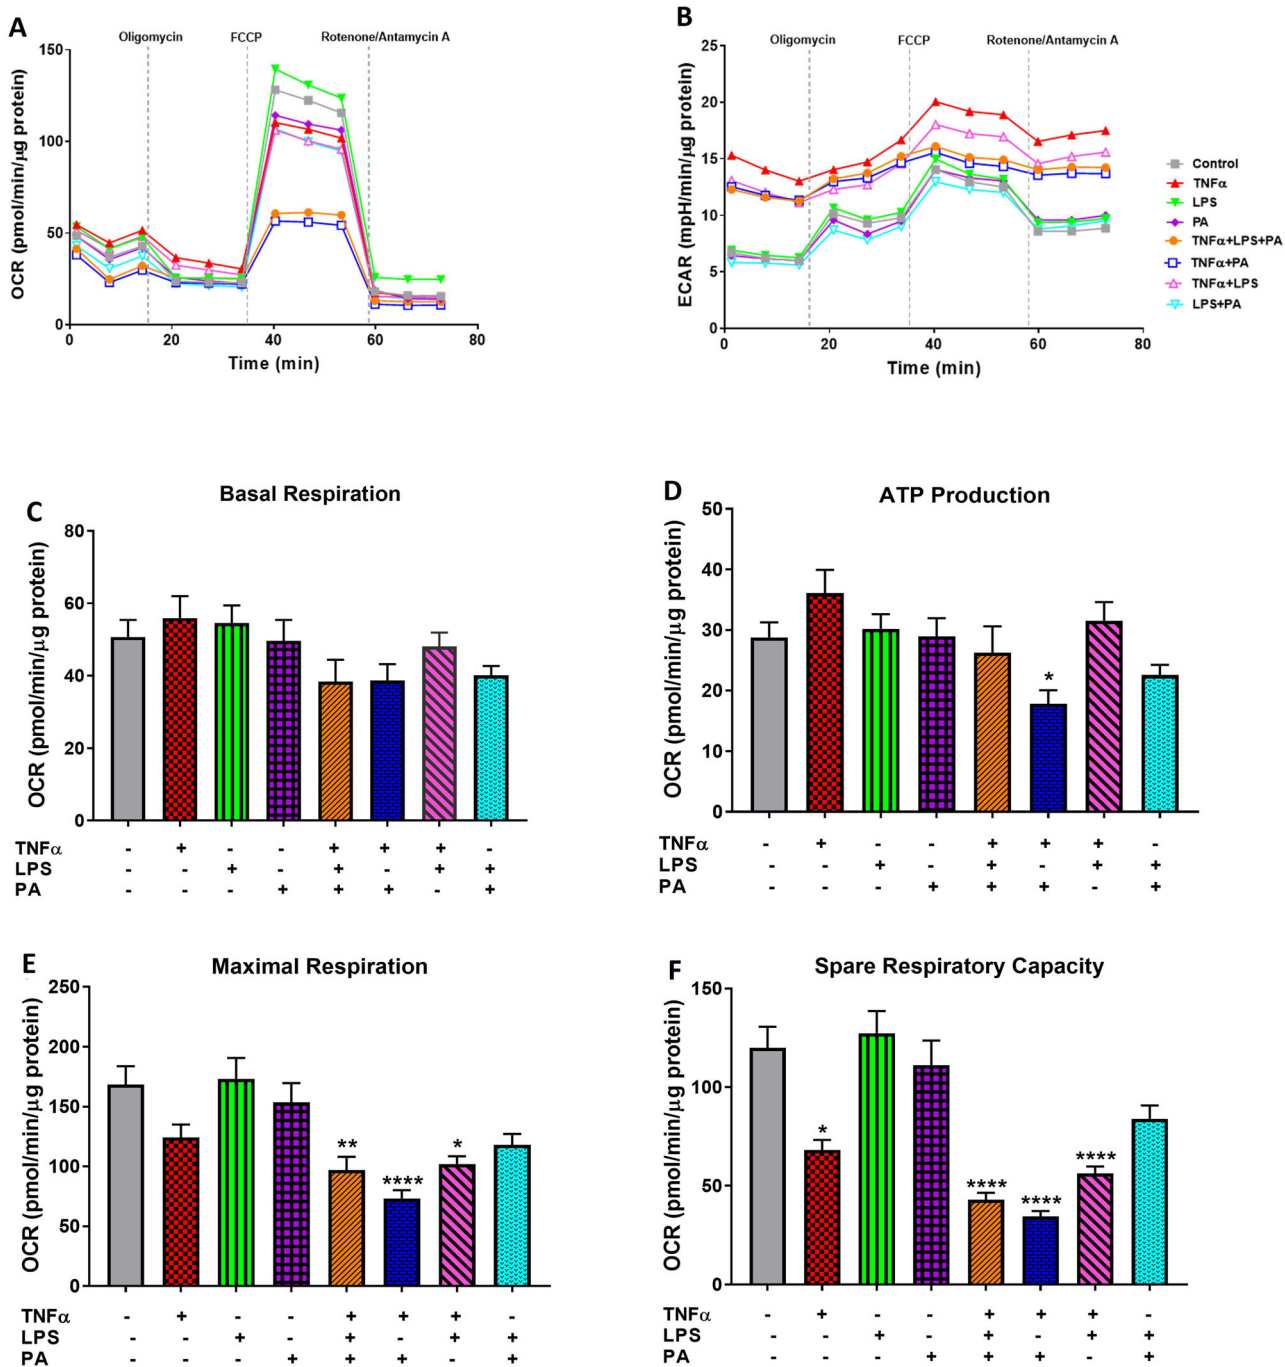 A
Oligomycin FCCP Rotenone/Antamycin A
OCR (pmol/min/μg protein)
150
100
50
0
0 20 40 60 80
Time (min)
B
Oligomycin FCCP Rotenone/Antamycin A
ECAR (mpH/min/μg protein)
25
20
15
10
5
0
0 20 40 60 80
Time (min)
Control
TNFα
LPS
PA
TNFα+LPS+PA
TNFα+PA
TNFα+LPS
LPS+PA
C
Basal Respiration
OCR (pmol/min/μg protein)
80
60
40
20
0
TNFα - + - - + + + -
LPS - - + - + - + +
PA - - - + + + - +
D
ATP Production
OCR (pmol/min/μg protein)
50
40
30
20
10
0
*
TNFα - + - - + + + -
LPS - - + - + - + +
PA - - - + + + - +
E
Maximal Respiration
OCR (pmol/min/μg protein)
250
200
150
100
50
0
** **** *
TNFα - + - - + + + -
LPS - - + - + - + +
PA - - - + + + - +
F
Spare Respiratory Capacity
OCR (pmol/min/μg protein)
150
100
50
0
* **** **** ****
TNFα - + - - + + + -
LPS - - + - + - + +
PA - - - + + + - +